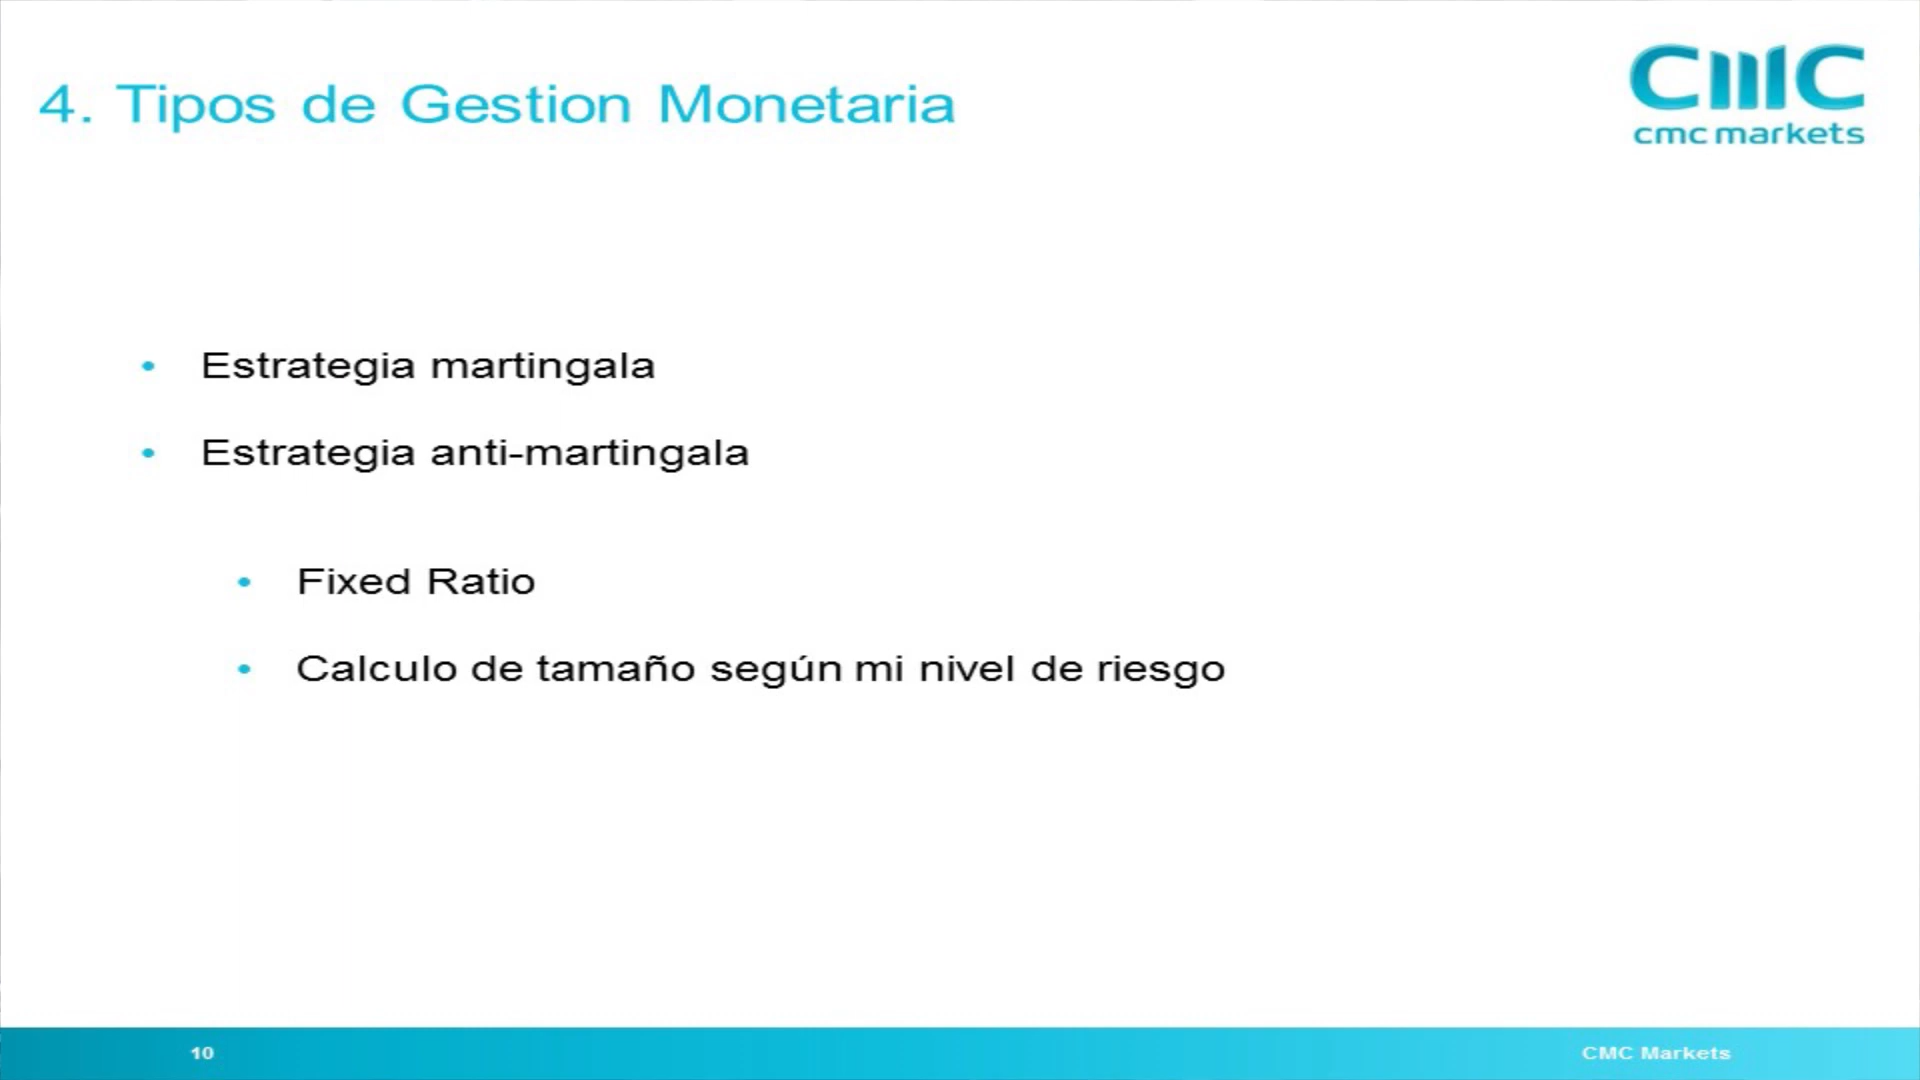 4. Tipos de Gestion Monetaria
CMC
cmc markets
• Estrategia martingala
• Estrategia anti-martingala
• Fixed Ratio
• Calculo de tamaño según mi nivel de riesgo
10
CMC Markets